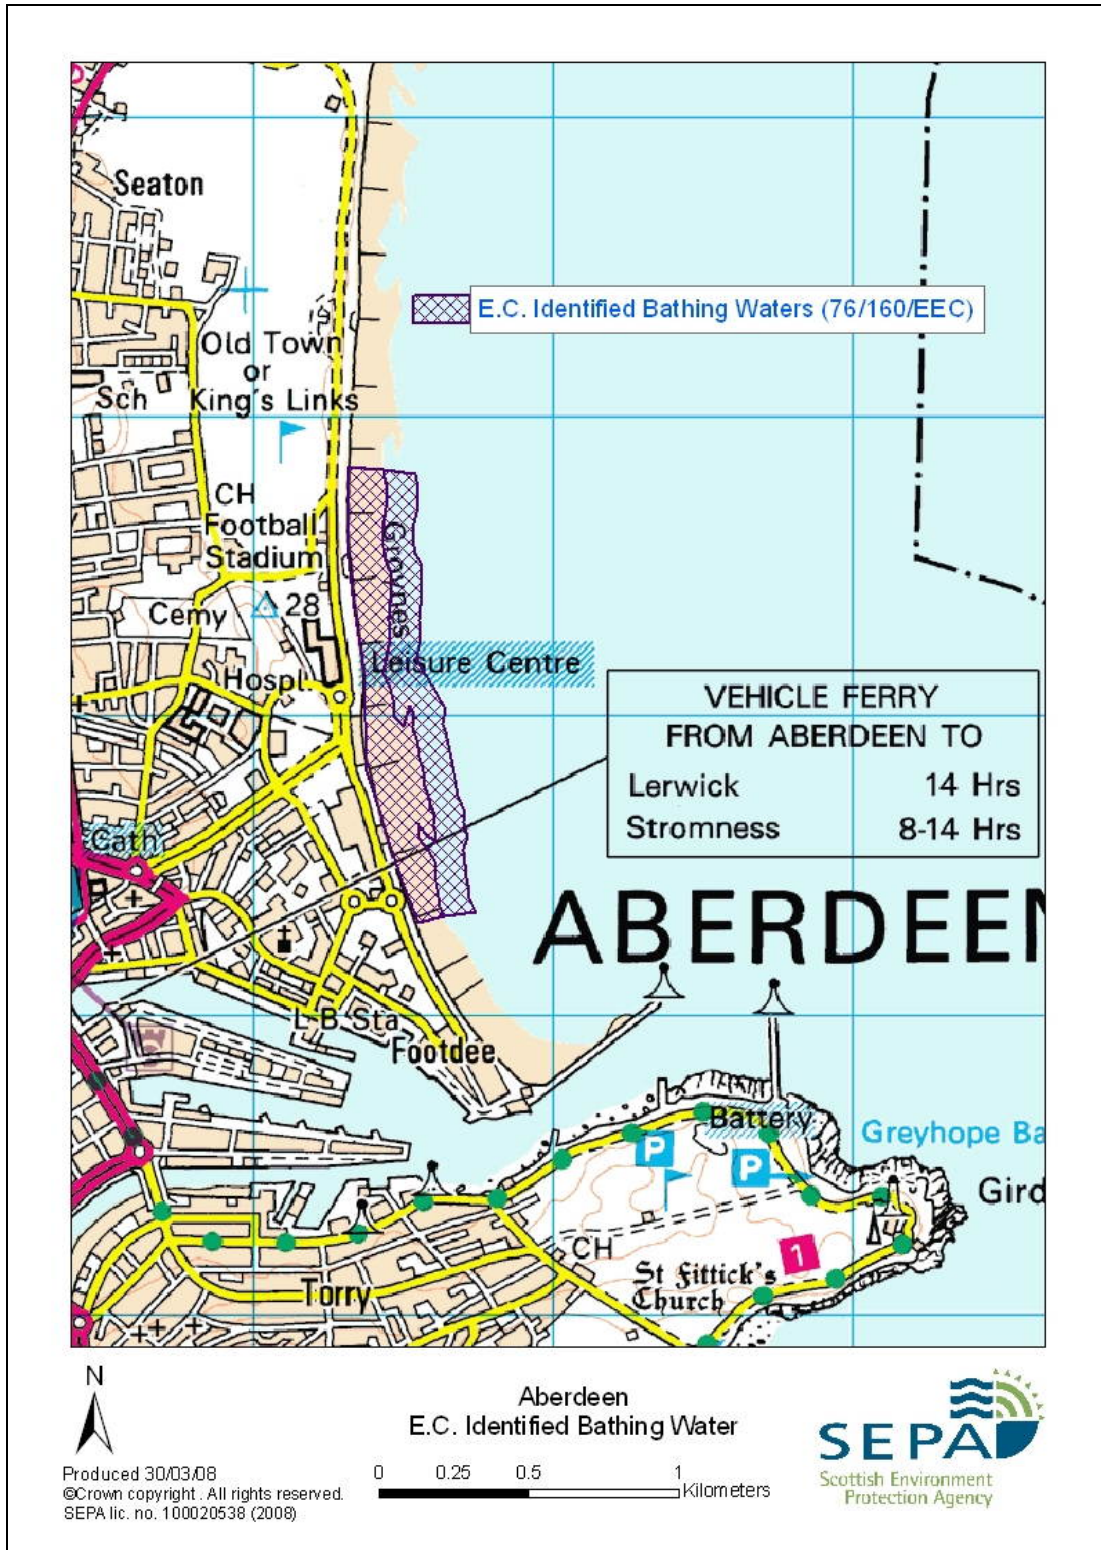 Seaton
E.C. Identified Bathing Waters (76/160/EEC)
Old Town
or
King's Links
Sch
CH
Football
Stadium
Groynes
Cemy
28
Leisure Centre
Hospl
VEHICLE FERRY
FROM ABERDEEN TO
Lerwick 14 Hrs
Stromness 8-14 Hrs
Cath
ABERDEEN
L B Sta
Footdee
Battery
P
P
Greyhope Ba
Gird
CH
1
St Fittick's
Church
Torry
N
Aberdeen
E.C. Identified Bathing Water
Produced 30/03/08
©Crown copyright . All rights reserved.
SEPA lic. no. 100020538 (2008)
0 0.25 0.5 1
Kilometers
SEPA
Scottish Environment
Protection Agency